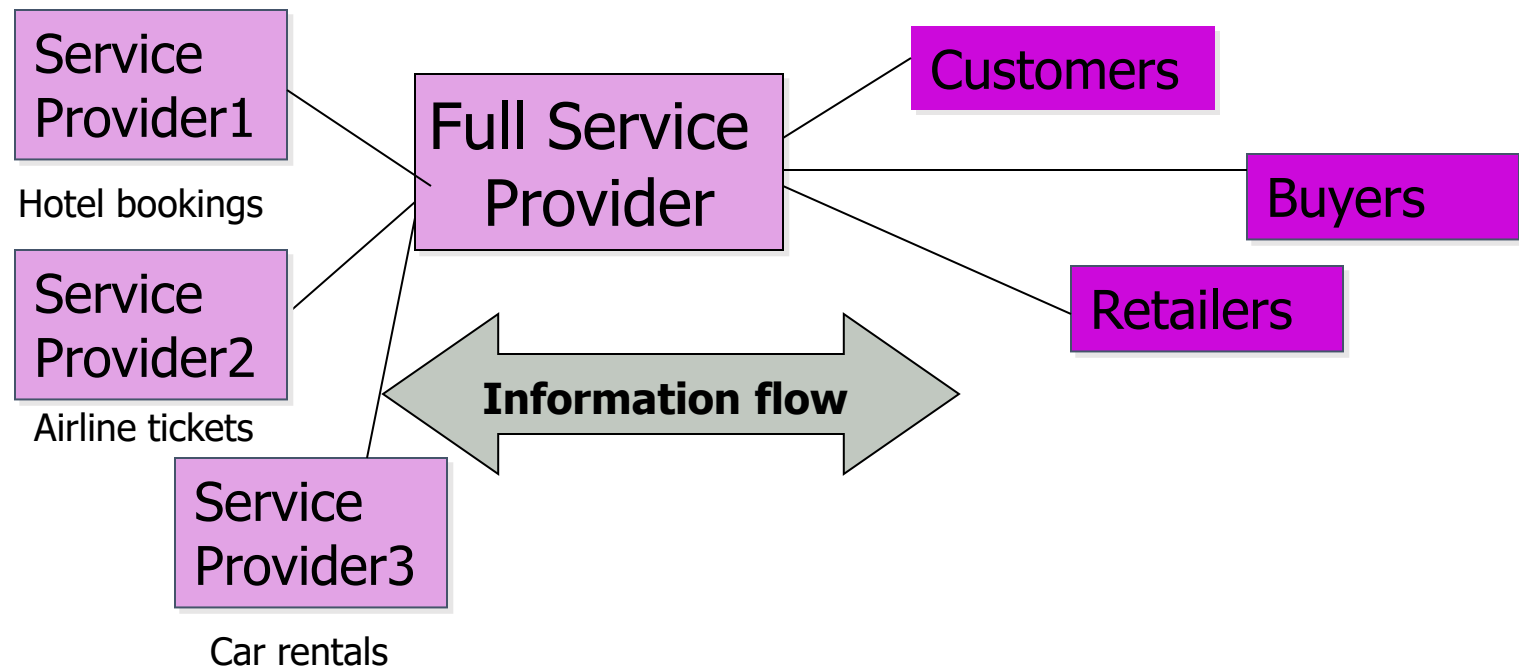 Service
Provider1
Hotel bookings
Service
Provider2
Airline tickets
Service
Provider3
Car rentals
Full Service
Provider
Information flow
Customers
Buyers
Retailers